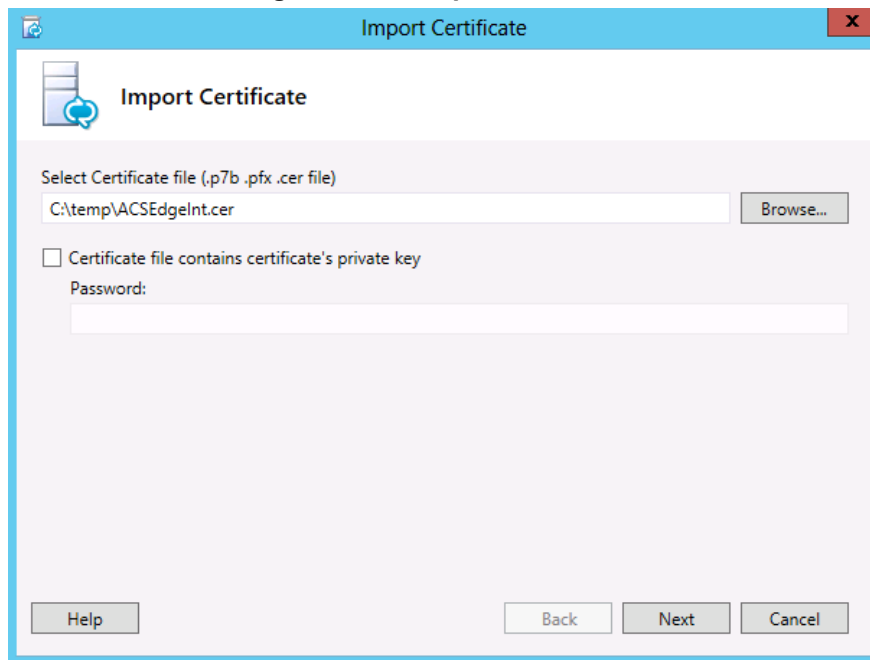 Import Certificate
x
Import Certificate
Select Certificate file (.p7b .pfx .cer file)
C:\temp\ACSEdgeInt.cer
Browse...
Certificate file contains certificate's private key
Password:
Help
Back
Next
Cancel